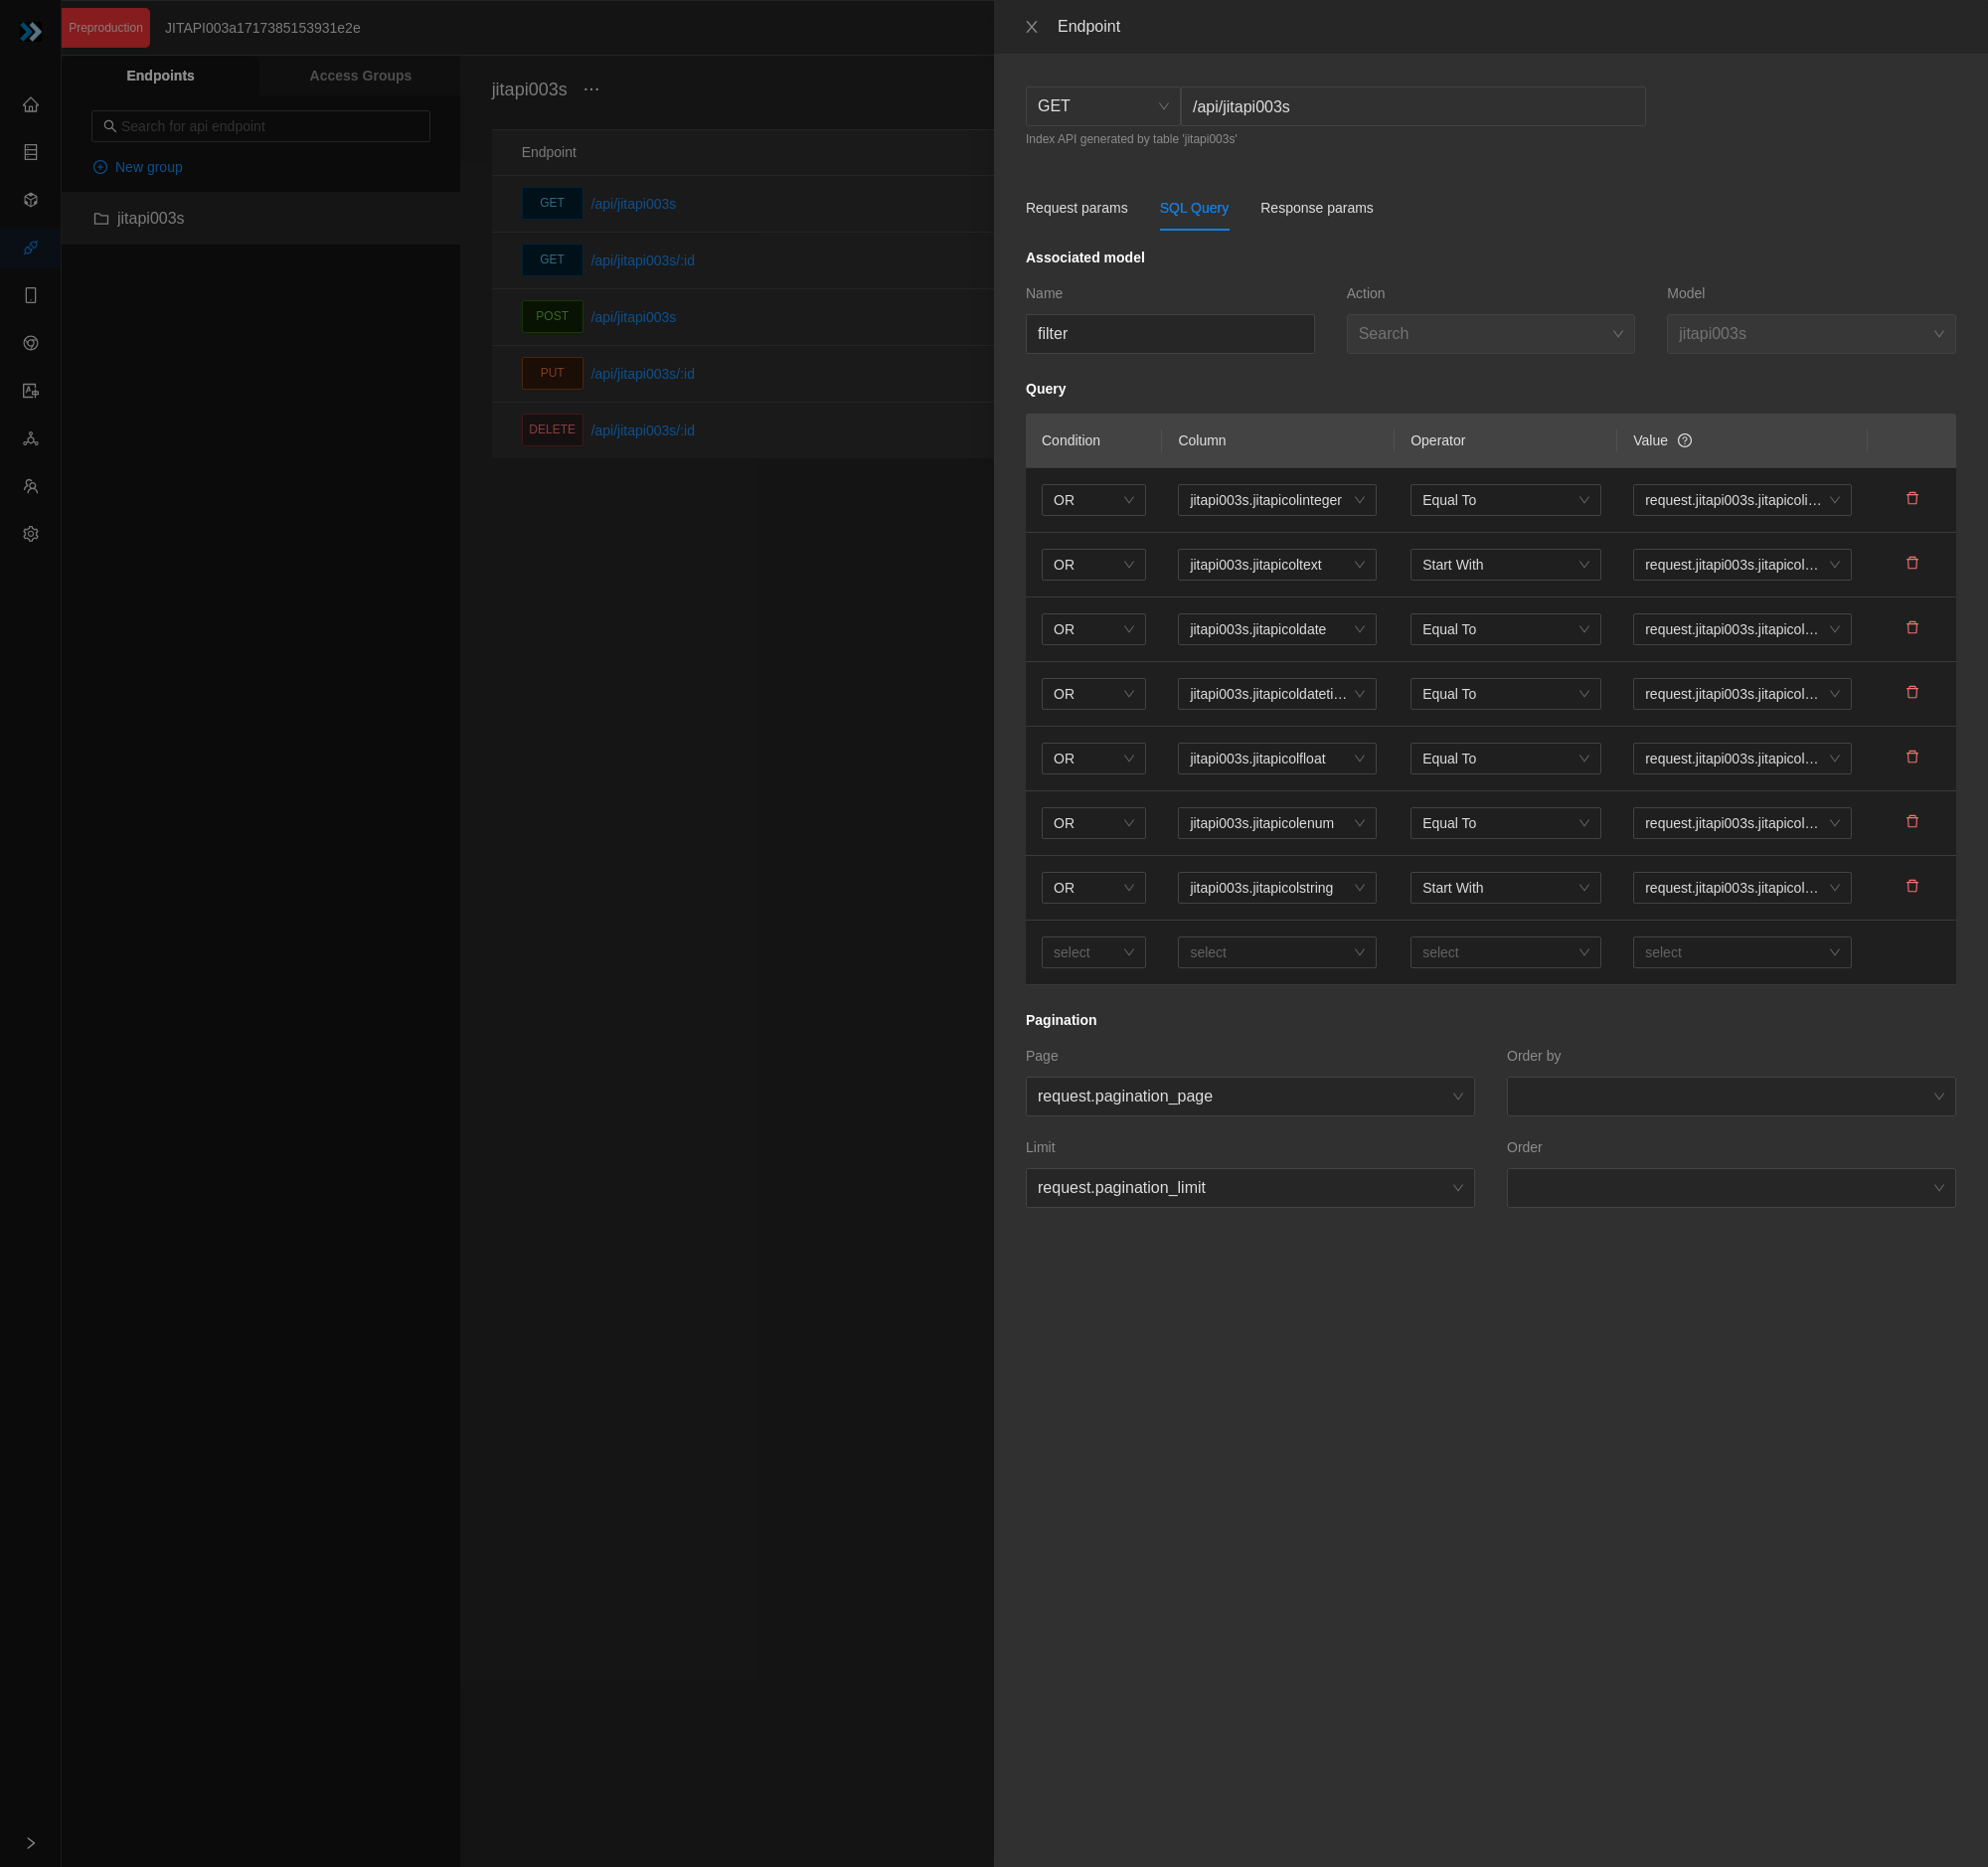 Preproduction
JITAPI003a1717385153931e2e
Endpoints
Access Groups
Search for api endpoint
New group
jitapi003s
jitapi003s ···
Endpoint
GET /api/jitapi003s
GET /api/jitapi003s/:id
POST /api/jitapi003s
PUT /api/jitapi003s/:id
DELETE /api/jitapi003s/:id
Endpoint
GET /api/jitapi003s
Index API generated by table 'jitapi003s'
Request params SQL Query Response params
Associated model
Name Action Model
filter Search jitapi003s
Query
Condition Column Operator Value
OR jitapi003s.jitapicolinteger Equal To request.jitapi003s.jitapicoli…
OR jitapi003s.jitapicoltext Start With request.jitapi003s.jitapicol…
OR jitapi003s.jitapicoldate Equal To request.jitapi003s.jitapicol…
OR jitapi003s.jitapicoldateti… Equal To request.jitapi003s.jitapicol…
OR jitapi003s.jitapicolfloat Equal To request.jitapi003s.jitapicol…
OR jitapi003s.jitapicolenum Equal To request.jitapi003s.jitapicol…
OR jitapi003s.jitapicolstring Start With request.jitapi003s.jitapicol…
select select select select
Pagination
Page Order by
request.pagination_page
Limit Order
request.pagination_limit